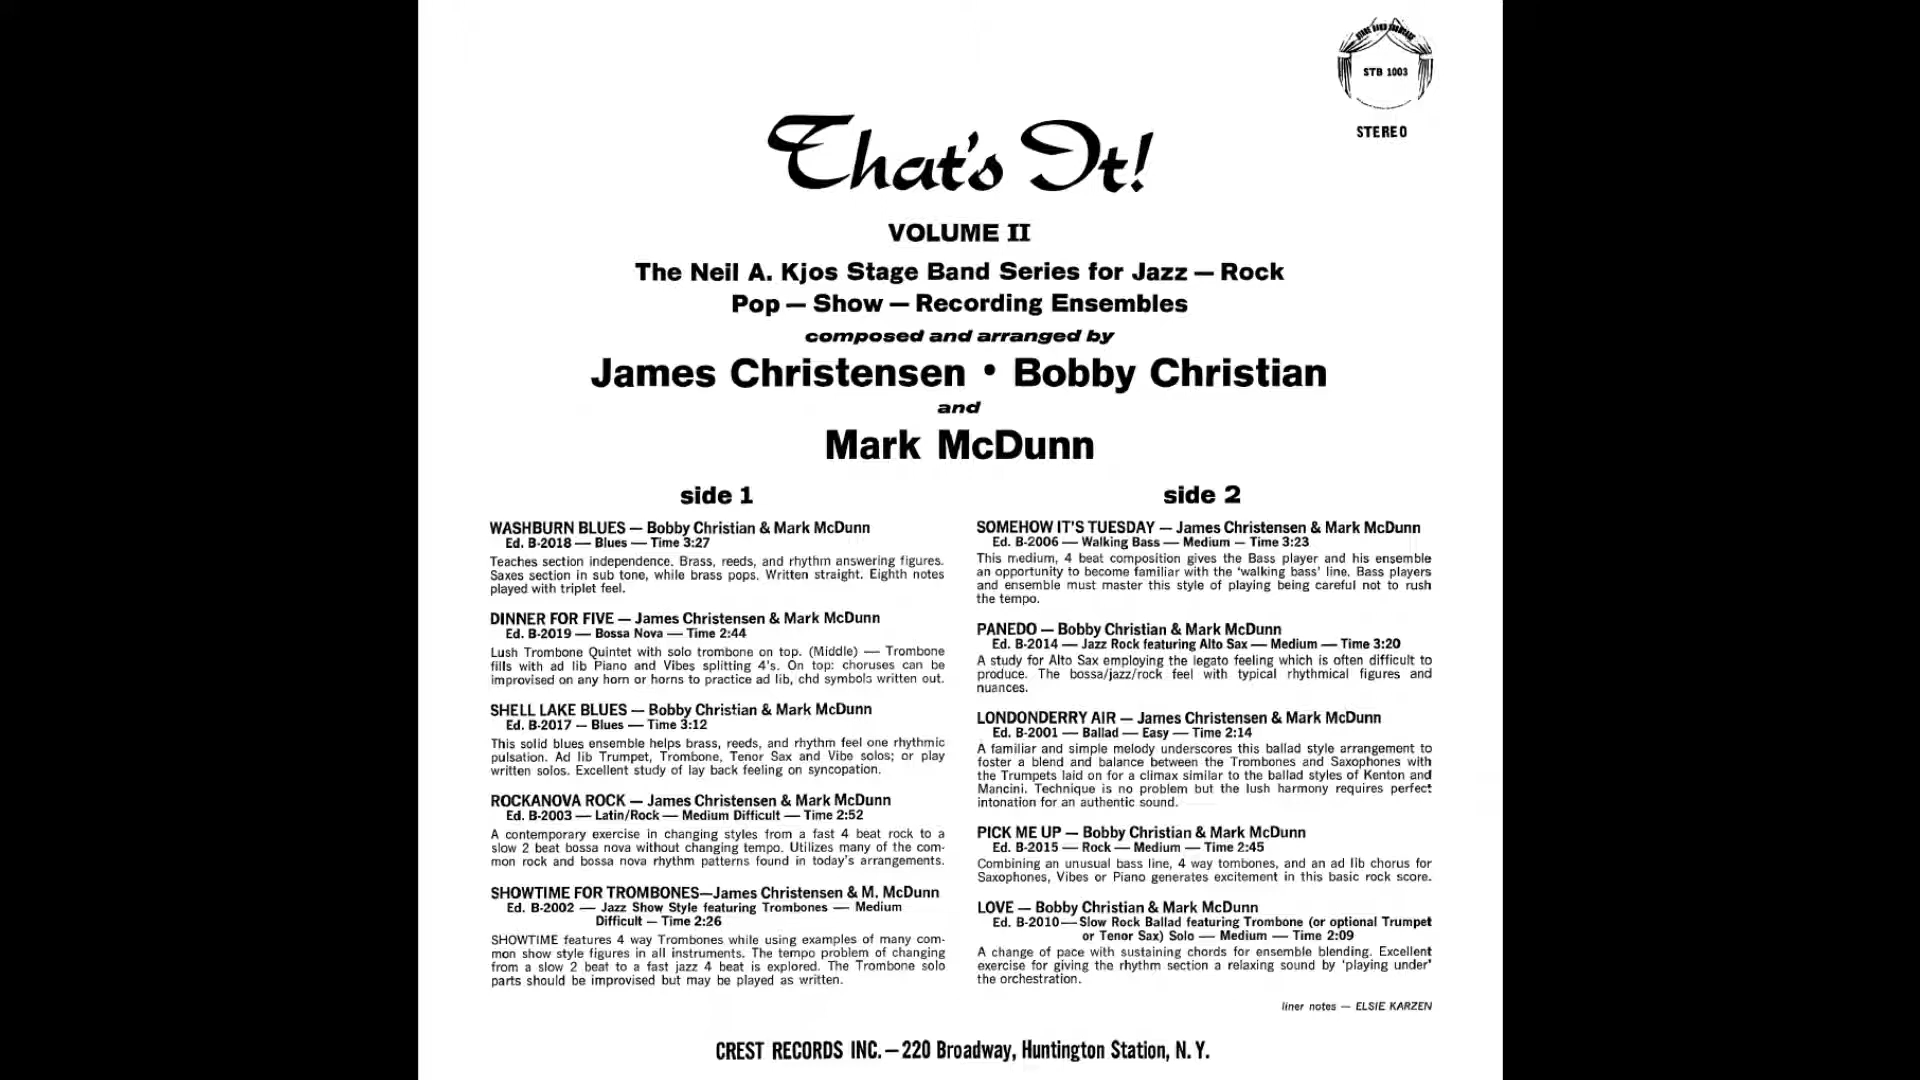 STAGE BAND SHOWCASE
STB 1003
STEREO
That's It!
VOLUME II
The Neil A. Kjos Stage Band Series for Jazz — Rock
Pop — Show — Recording Ensembles
composed and arranged by
James Christensen • Bobby Christian
and
Mark McDunn
side 1
WASHBURN BLUES — Bobby Christian & Mark McDunn
Ed. B-2018 — Blues — Time 3:27
Teaches section independence. Brass, reeds, and rhythm answering figures.
Saxes section in sub tone, while brass pops. Written straight. Eighth notes
played with triplet feel.
DINNER FOR FIVE — James Christensen & Mark McDunn
Ed. B-2019 — Bossa Nova — Time 2:44
Lush Trombone Quintet with solo trombone on top. (Middle) — Trombone
fills with ad lib Piano and Vibes splitting 4's. On top: choruses can be
improvised on any horn or horns to practice ad lib, chd symbols written out.
SHELL LAKE BLUES — Bobby Christian & Mark McDunn
Ed. B-2017 — Blues — Time 3:12
This solid blues ensemble helps brass, reeds, and rhythm feel one rhythmic
pulsation. Ad lib Trumpet, Trombone, Tenor Sax and Vibe solos; or play
written solos. Excellent study of lay back feeling on syncopation.
ROCKANOVA ROCK — James Christensen & Mark McDunn
Ed. B-2003 — Latin/Rock — Medium Difficult — Time 2:52
A contemporary exercise in changing styles from a fast 4 beat rock to a
slow 2 beat bossa nova without changing tempo. Utilizes many of the com-
mon rock and bossa nova rhythm patterns found in today's arrangements.
SHOWTIME FOR TROMBONES—James Christensen & M. McDunn
Ed. B-2002 — Jazz Show Style featuring Trombones — Medium
Difficult — Time 2:26
SHOWTIME features 4 way Trombones while using examples of many com-
mon show style figures in all instruments. The tempo problem of changing
from a slow 2 beat to a fast jazz 4 beat is explored. The Trombone solo
parts should be improvised but may be played as written.
side 2
SOMEHOW IT'S TUESDAY — James Christensen & Mark McDunn
Ed. B-2006 — Walking Bass — Medium — Time 3:23
This medium, 4 beat composition gives the Bass player and his ensemble
an opportunity to become familiar with the 'walking bass' line. Bass players
and ensemble must master this style of playing being careful not to rush
the tempo.
PANEDO — Bobby Christian & Mark McDunn
Ed. B-2014 — Jazz Rock featuring Alto Sax — Medium — Time 3:20
A study for Alto Sax employing the legato feeling which is often difficult to
produce. The bossa/jazz/rock feel with typical rhythmical figures and
nuances.
LONDONDERRY AIR — James Christensen & Mark McDunn
Ed. B-2001 — Ballad — Easy — Time 2:14
A familiar and simple melody underscores this ballad style arrangement to
foster a blend and balance between the Trombones and Saxophones with
the Trumpets laid on for a climax similar to the ballad styles of Kenton and
Mancini. Technique is no problem but the lush harmony requires perfect
intonation for an authentic sound.
PICK ME UP — Bobby Christian & Mark McDunn
Ed. B-2015 — Rock — Medium — Time 2:45
Combining an unusual bass line, 4 way tombones, and an ad lib chorus for
Saxophones, Vibes or Piano generates excitement in this basic rock score.
LOVE — Bobby Christian & Mark McDunn
Ed. B-2010—Slow Rock Ballad featuring Trombone (or optional Trumpet
or Tenor Sax) Solo — Medium — Time 2:09
A change of pace with sustaining chords for ensemble blending. Excellent
exercise for giving the rhythm section a relaxing sound by 'playing under'
the orchestration.
liner notes — ELSIE KARZEN
CREST RECORDS INC.—220 Broadway, Huntington Station, N.Y.